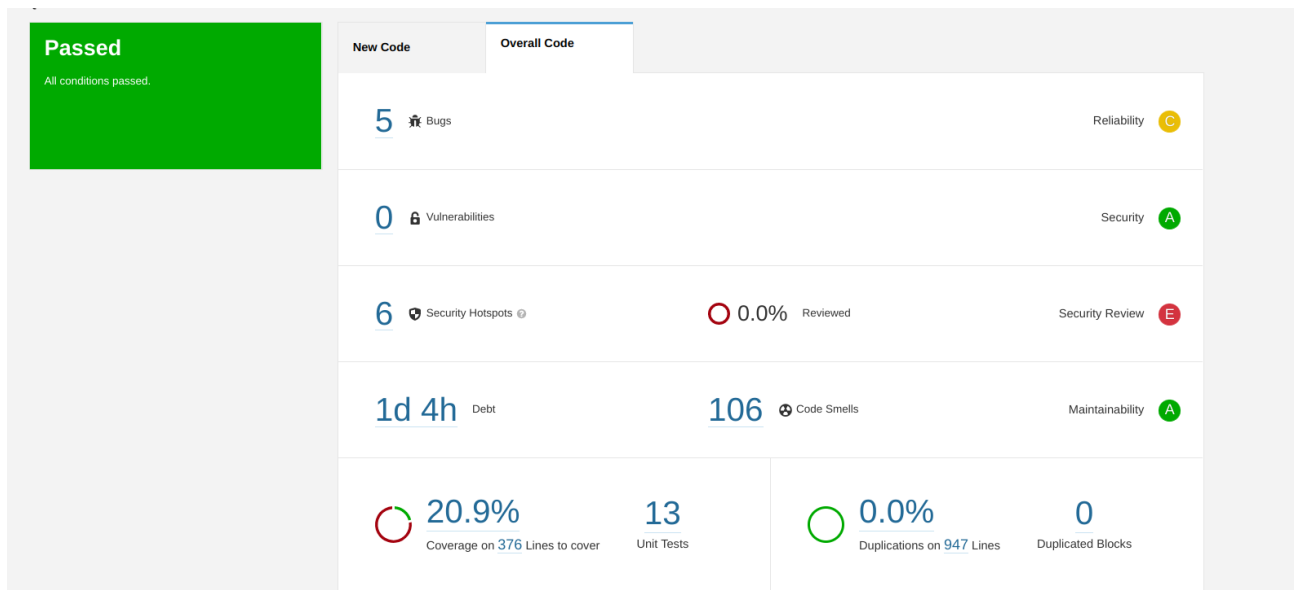 Passed
All conditions passed.
New Code
Overall Code
5 Bugs
Reliability C
0 Vulnerabilities
Security A
6 Security Hotspots ?
0.0% Reviewed
Security Review E
1d 4h Debt
106 Code Smells
Maintainability A
20.9%
Coverage on 376 Lines to cover
13
Unit Tests
0.0%
Duplications on 947 Lines
0
Duplicated Blocks